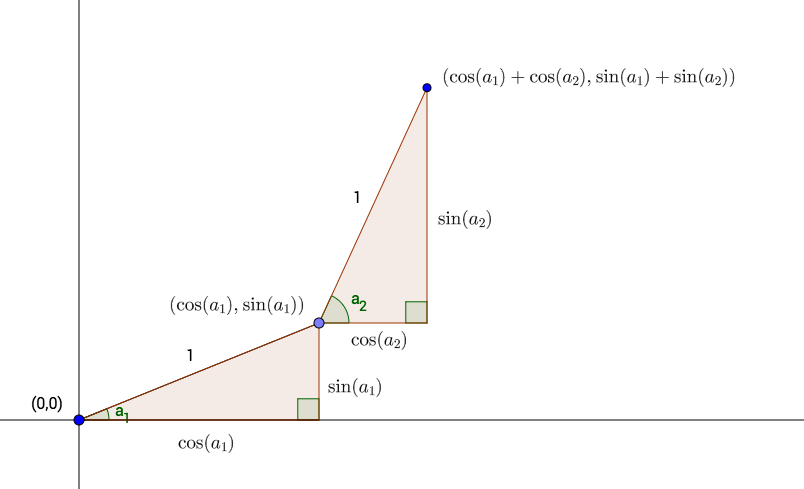 (cos(a₁) + cos(a₂), sin(a₁) + sin(a₂))
1
sin(a₂)
(cos(a₁), sin(a₁))
a₂
cos(a₂)
1
sin(a₁)
(0,0)
a₁
cos(a₁)